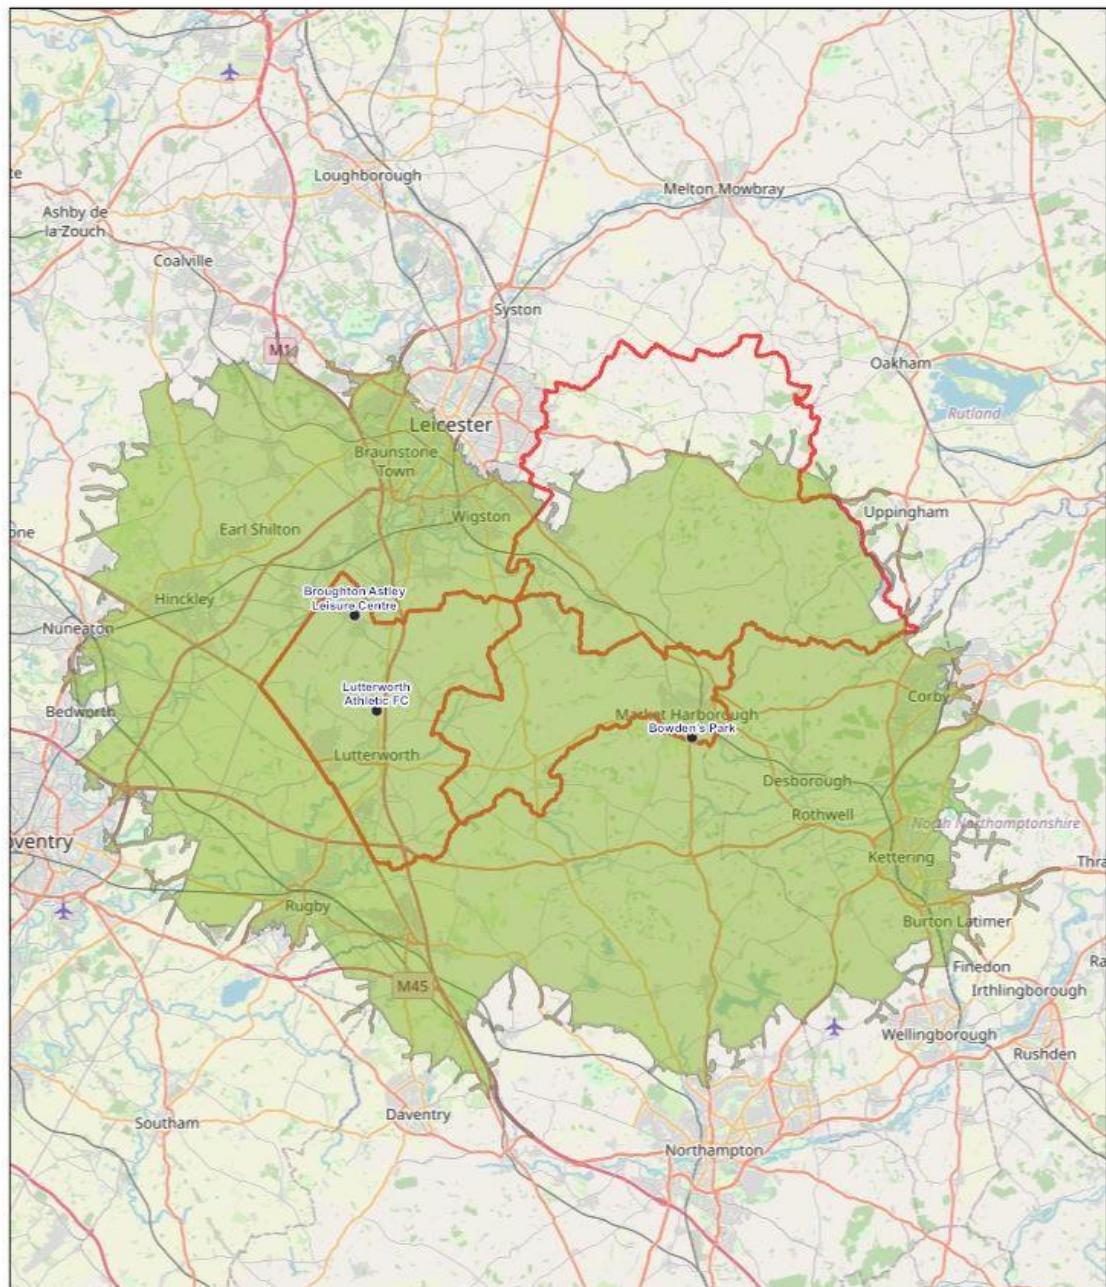 Loughborough
Melton Mowbray
Ashby de
la Zouch
Coalville
Syston
M1
Oakham
Rutland
Leicester
Braunstone
Town
Uppingham
Wigston
Earl Shilton
Broughton Astley
Leisure Centre
Hinckley
Nuneaton
Lutterworth
Athletic FC
Corby
Bedworth
Market Harborough
Bowden's Park
Lutterworth
Desborough
Rothwell
North Northamptonshire
oventry
Kettering
Thra
Rugby
Burton Latimer
Finedon
Ra
M45
Irthlingborough
Wellingborough
Rushden
Daventry
Southam
Northampton